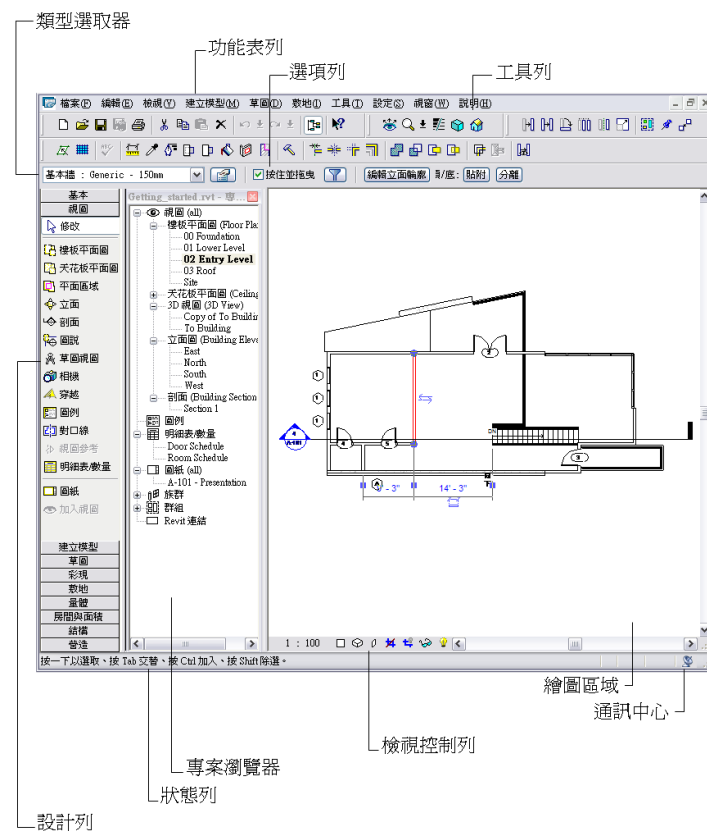 類型選取器
功能表列
選項列
工具列
檔案(F) 編輯(E) 檢視(V) 建立模型(M) 草圖(D) 敷地(I) 工具(T) 設定(S) 視窗(W) 說明(H)
基本牆 : Generic - 150mm
按住並拖曳
編輯立面輪廓
/底:
貼附
分離
基本
視圖
修改
樓板平面圖
天花板平面圖
平面區域
立面
剖面
圖說
草圖視圖
相機
穿越
圖例
對口線
視圖參考
明細表/數量
圖紙
加入視圖
建立模型
草圖
彩現
敷地
量體
房間與面積
結構
營造
Getting_started.rvt - 專...
視圖 (all)
樓板平面圖 (Floor Pla
00 Foundation
01 Lower Level
02 Entry Level
03 Roof
Site
天花板平面圖 (Ceiling
3D 視圖 (3D View)
Copy of To Buildin
To Building
立面圖 (Building Eleva
East
North
South
West
剖面 (Building Section
Section 1
圖例
明細表/數量
Door Schedule
Room Schedule
圖紙 (all)
A-101 - Presentation
族群
群組
Revit 連結
4
A-101
4
5
3
DN
下
- 3"
14' - 3"
1 : 100
按一下以選取、按 Tab 交替、按 Ctrl 加入、按 Shift 除選。
繪圖區域
通訊中心
檢視控制列
專案瀏覽器
狀態列
設計列